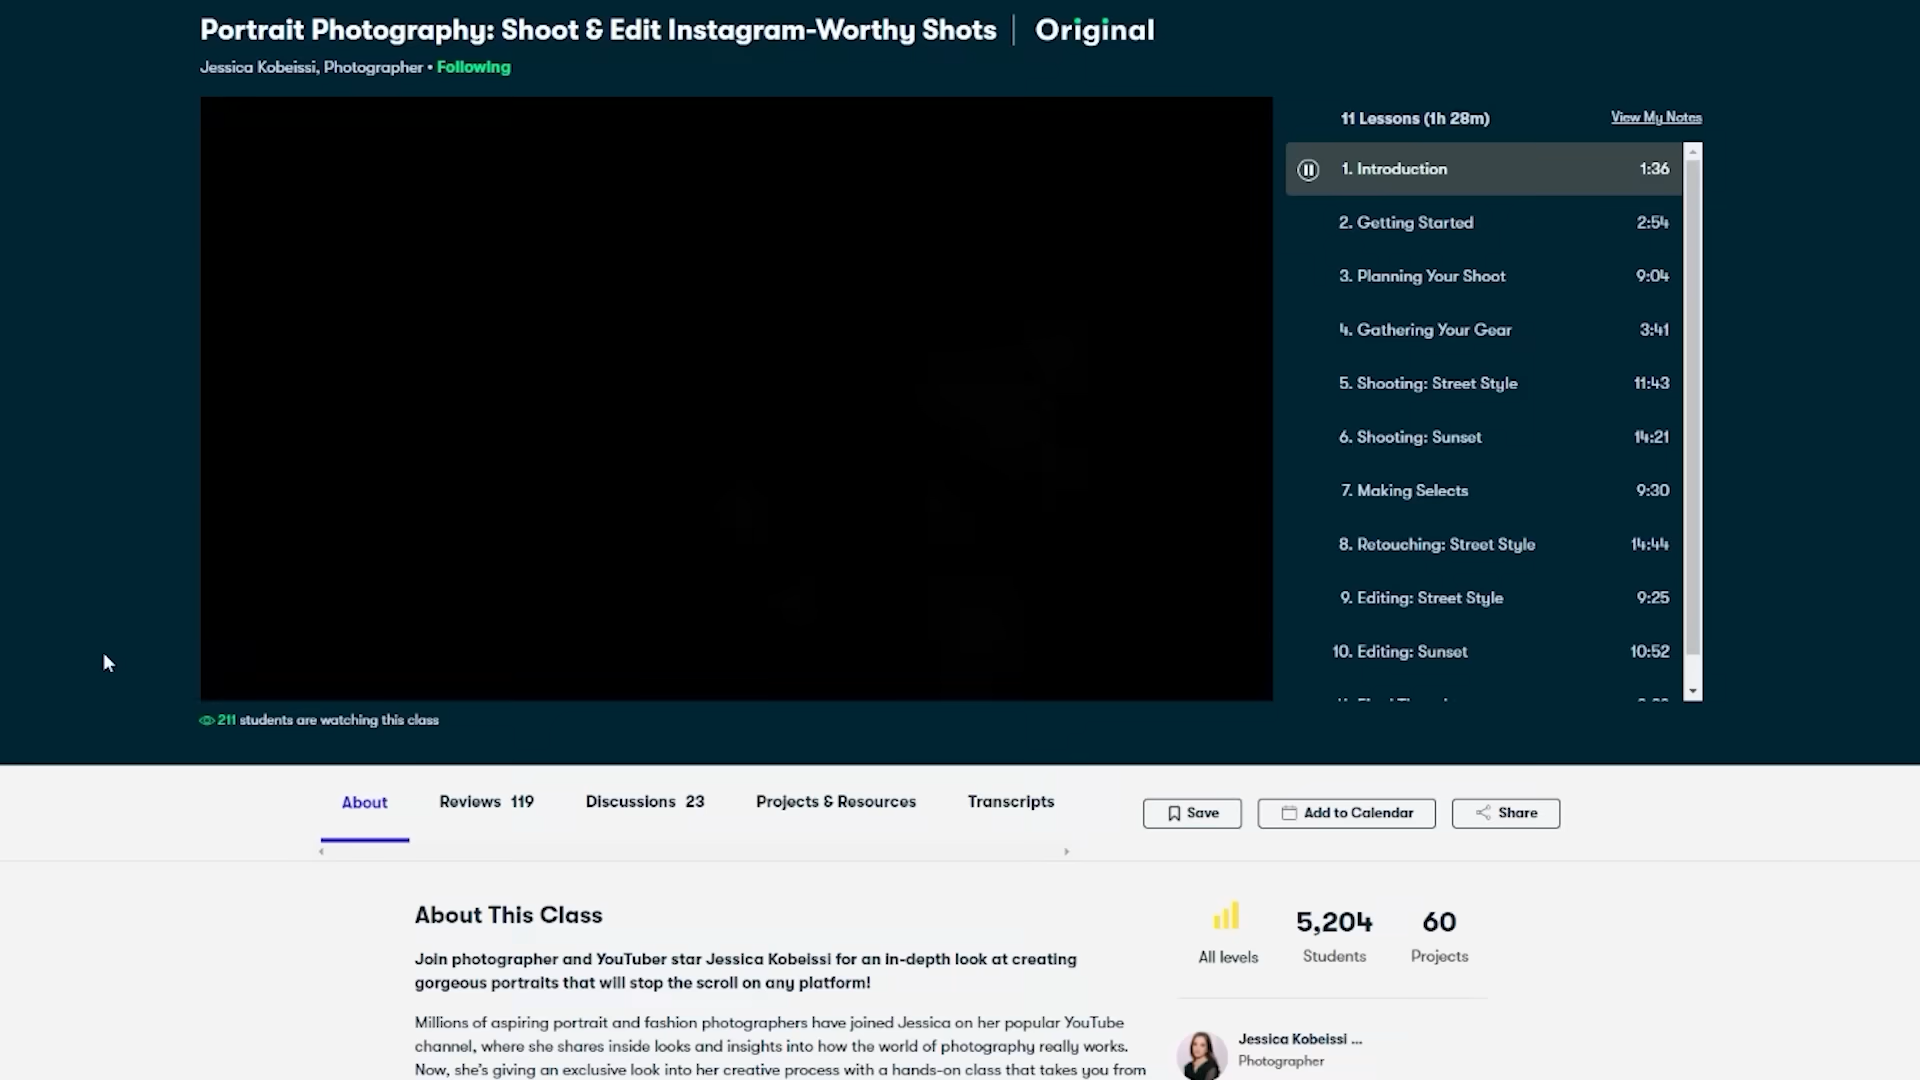 Portrait Photography: Shoot & Edit Instagram-Worthy Shots | Original
Jessica Kobeissi, Photographer • Following
11 Lessons (1h 28m)
View My Notes
1. Introduction 1:36
2. Getting Started 2:54
3. Planning Your Shoot 9:04
4. Gathering Your Gear 3:41
5. Shooting: Street Style 11:43
6. Shooting: Sunset 14:21
7. Making Selects 9:30
8. Retouching: Street Style 14:44
9. Editing: Street Style 9:25
10. Editing: Sunset 10:52
211 students are watching this class
About
Reviews 119
Discussions 23
Projects & Resources
Transcripts
Save
Add to Calendar
Share
About This Class
Join photographer and YouTuber star Jessica Kobeissi for an in-depth look at creating
gorgeous portraits that will stop the scroll on any platform!
Millions of aspiring portrait and fashion photographers have joined Jessica on her popular YouTube
channel, where she shares inside looks and insights into how the world of photography really works.
Now, she's giving an exclusive look into her creative process with a hands-on class that takes you from
All levels
5,204
Students
60
Projects
Jessica Kobeissi ...
Photographer